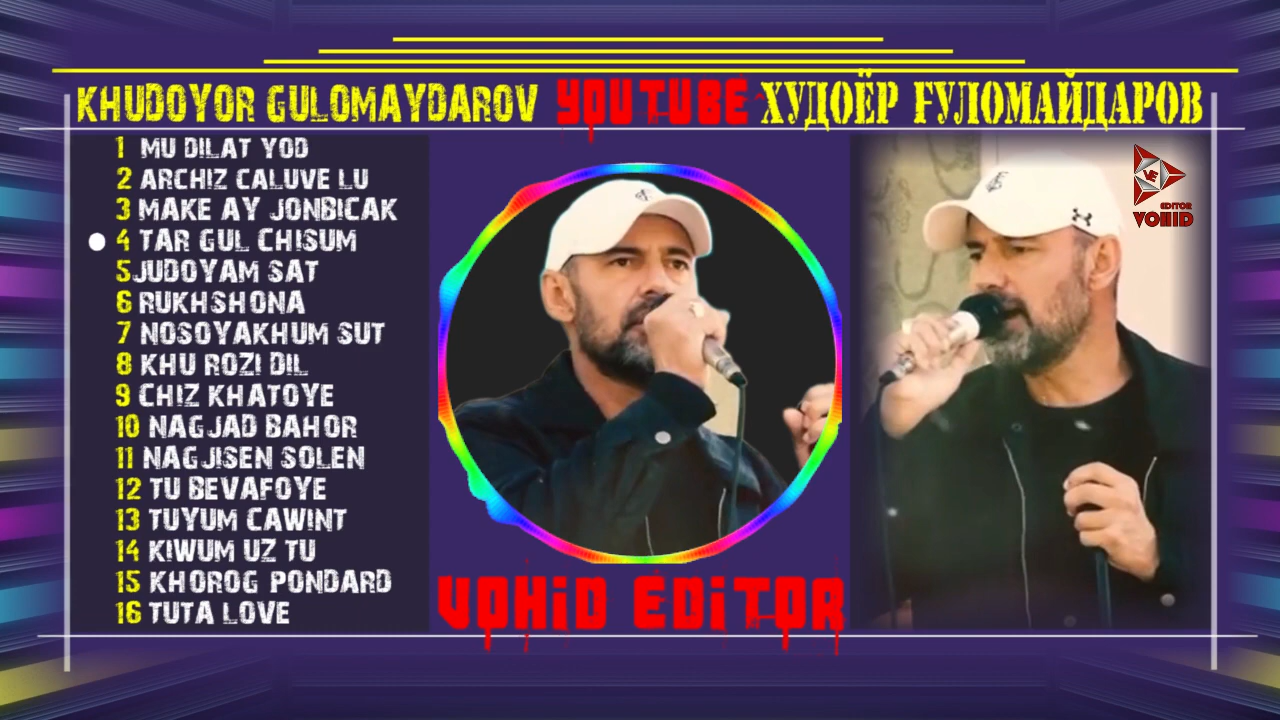 KHUDOYOR GULOMAYDAROV YOUTUBE ХУДОЁР ҒУЛОМАЙДАРОВ
1 MU DILAT YOD
2 ARCHIZ CALUVE LU
3 MAKE AY JONBICAK
4 TAR GUL CHISUM
5 JUDOYAM SAT
6 RUKHSHONA
7 NOSOYAKHUM SUT
8 KHU ROZI DIL
9 CHIZ KHATOYE
10 NAGJAD BAHOR
11 NAGJISEN SOLEN
12 TU BEVAFOYE
13 TUYUM CAWINT
14 KIWUM UZ TU
15 KHOROG PONDARD
16 TUTA LOVE
VOHiD EDiTOR
VE
EDITOR
VOHID